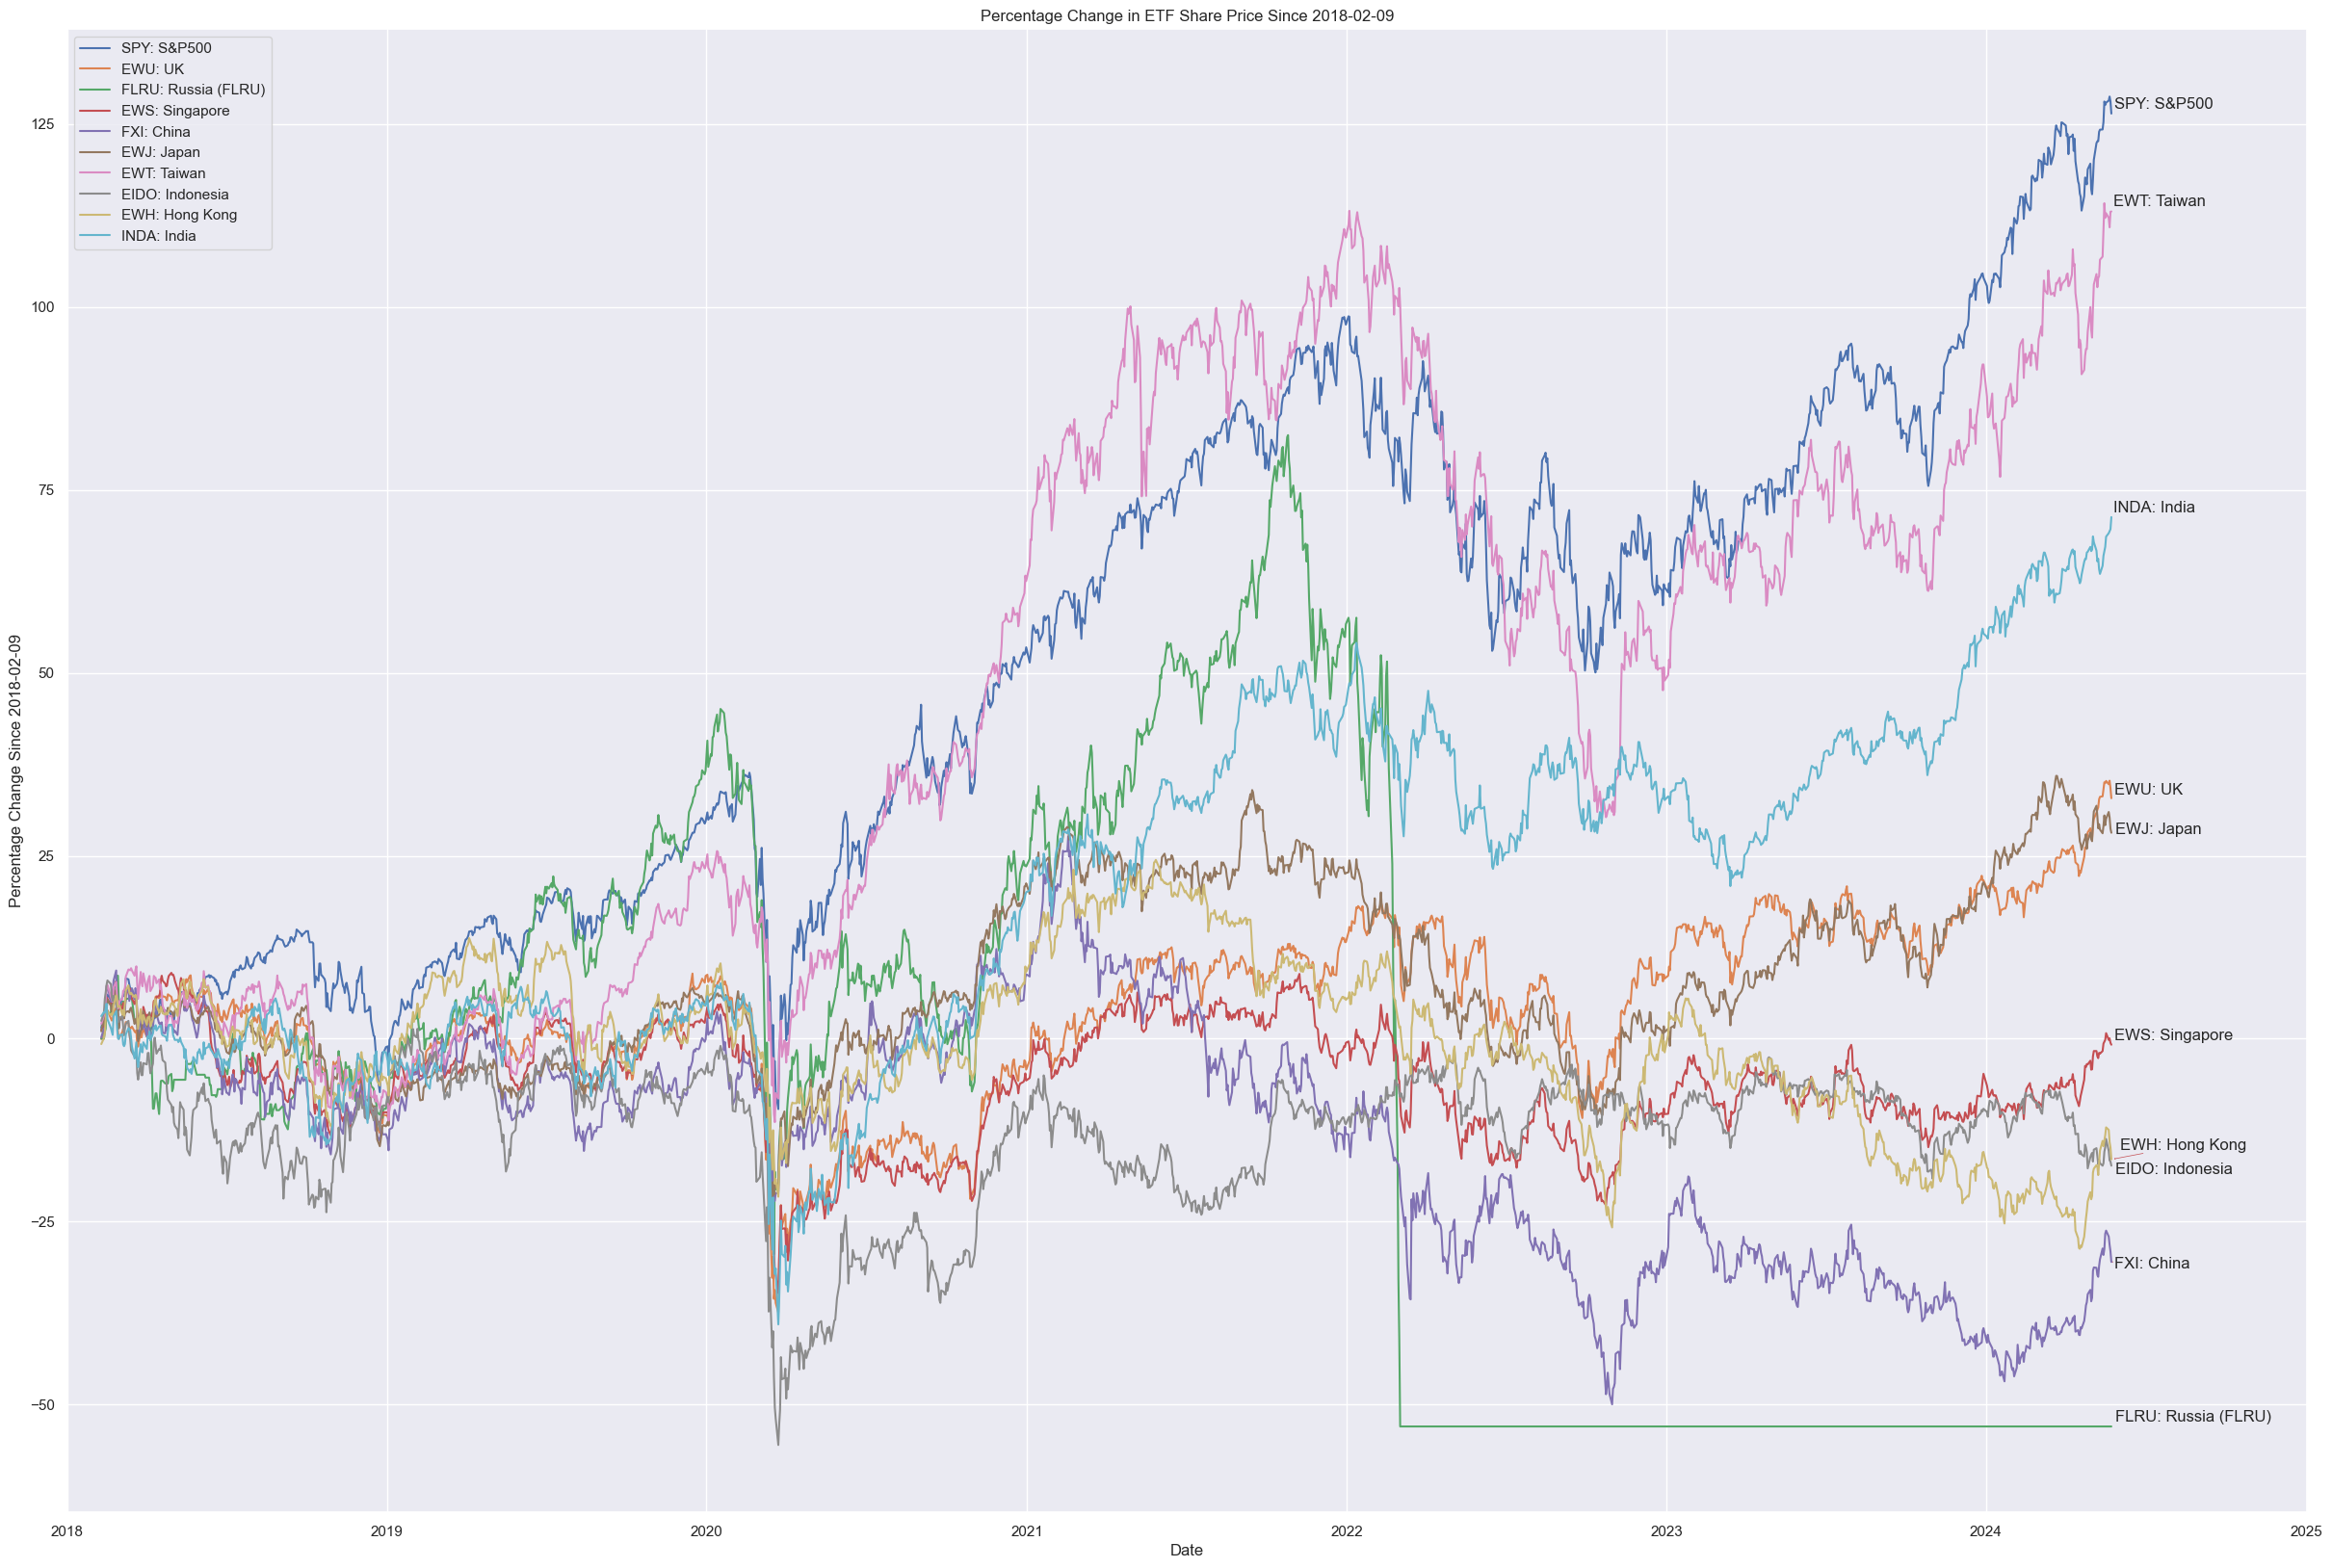 Percentage Change in ETF Share Price Since 2018-02-09
SPY: S&P500
EWU: UK
FLRU: Russia (FLRU)
EWS: Singapore
FXI: China
EWJ: Japan
EWT: Taiwan
EIDO: Indonesia
EWH: Hong Kong
INDA: India
Percentage Change Since 2018-02-09
125
100
75
50
25
0
−25
−50
SPY: S&P500
EWT: Taiwan
INDA: India
EWU: UK
EWJ: Japan
EWS: Singapore
EWH: Hong Kong
EIDO: Indonesia
FXI: China
FLRU: Russia (FLRU)
2018 2019 2020 2021 2022 2023 2024 2025
Date